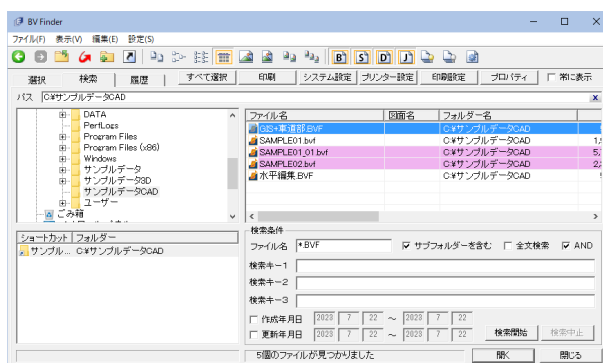 BV Finder
ファイル(F) 表示(V) 編集(E) 設定(S)
B S D J
選択 検索 履歴 すべて選択 印刷 システム設定 プリンター設定 印刷設定 プロパティ 常に表示
パス C:¥サンプルデータCAD
DATA
PerfLogs
Program Files
Program Files (x86)
Windows
サンプルデータ
サンプルデータ3D
サンプルデータCAD
ユーザー
ごみ箱
ファイル名 図面名 フォルダー名
GIS+車道部.BVF C:¥サンプルデータCAD
SAMPLE01.bvf C:¥サンプルデータCAD
SAMPLE01_01.bvf C:¥サンプルデータCAD
SAMPLE02.bvf C:¥サンプルデータCAD
水平編集.BVF C:¥サンプルデータCAD
ショートカット フォルダー
サンプル... C:¥サンプルデータCAD
検索条件
ファイル名 *.BVF サブフォルダーを含む 全文検索 AND
検索キー1
検索キー2
検索キー3
作成年月日 2023 7 22 ～ 2023 7 22
更新年月日 2023 7 22 ～ 2023 7 22 検索開始 検索中止
5個のファイルが見つかりました 開く 閉じる